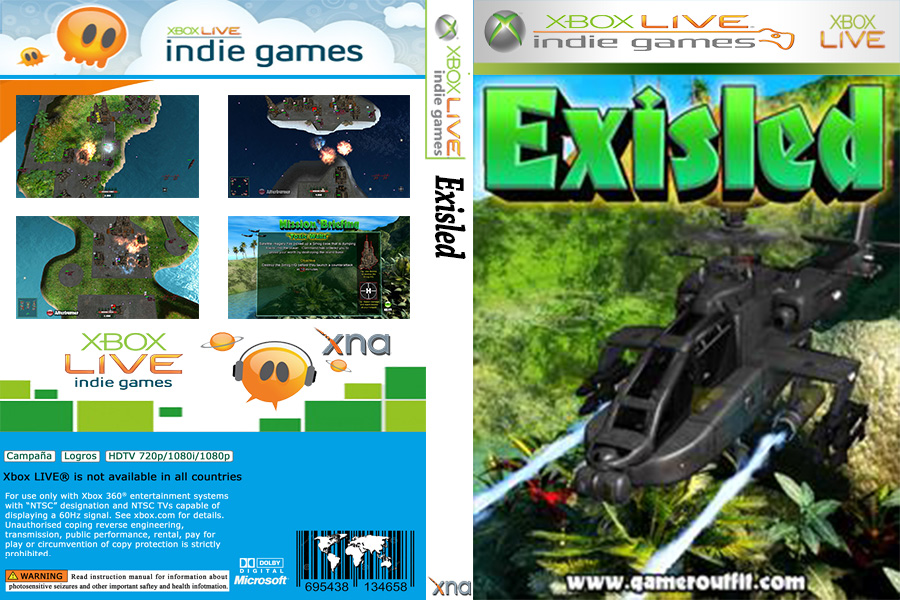 XBOX LIVE
indie games
XBOX LIVE
indie games
Exisled
XBOX LIVE
indie games
XBOX
LIVE
Exisled
Mission Briefing
XBOX
LIVE
indie games
xna
Campaña
Logros
HDTV 720p/1080i/1080p
Xbox LIVE® is not available in all countries
For use only with Xbox 360® entertainment systems
with “NTSC” designation and NTSC TVs capable of
displaying a 60Hz signal. See xbox.com for details.
Unauthorised coping reverse engineering,
transmission, public performance, rental, pay for
play or circumvention of copy protection is strictly
prohibited.
WARNING Read instruction manual for information about
photosensitive seizures and other important saftey and health infomation.
DOLBY
DIGITAL
Microsoft
695438 134658
xna
www.gamerouffit.com